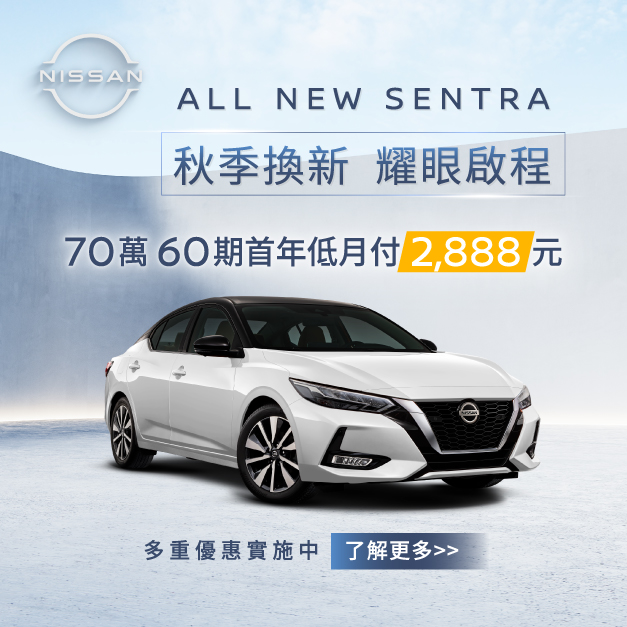 NISSAN
ALL NEW SENTRA
秋季換新 耀眼啟程
70萬 60期首年低月付 2,888 元
NISSAN
多重優惠實施中 了解更多>>